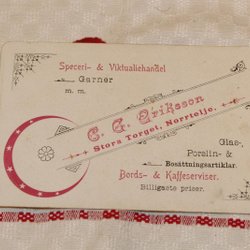 Speceri- & Viktualiehandel
Garner
m. m.
C. G. Eriksson
Stora Torget, Norrtelje.
Glas-,
Porslin- &
Bosättningsartiklar.
Bords- & Kaffeserviser.
Billigaste priser.